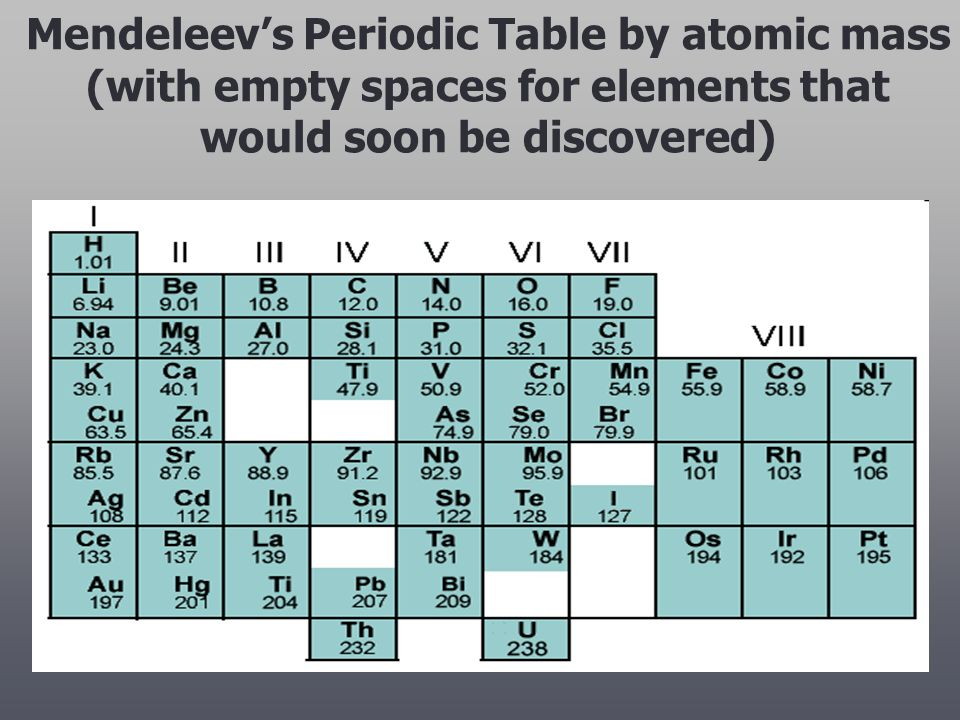 Mendeleev's Periodic Table by atomic mass
(with empty spaces for elements that
would soon be discovered)
I
H II III IV V VI VII
1.01
Li Be B C N O F
6.94 9.01 10.8 12.0 14.0 16.0 19.0
Na Mg Al Si P S Cl VIII
23.0 24.3 27.0 28.1 31.0 32.1 35.5
K Ca Ti V Cr Mn Fe Co Ni
39.1 40.1 47.9 50.9 52.0 54.9 55.9 58.9 58.7
Cu Zn As Se Br
63.5 65.4 74.9 79.0 79.9
Rb Sr Y Zr Nb Mo Ru Rh Pd
85.5 87.6 88.9 91.2 92.9 95.9 101 103 106
Ag Cd In Sn Sb Te I
108 112 115 119 122 128 127
Ce Ba La Ta W Os Ir Pt
133 137 139 181 184 194 192 195
Au Hg Ti Pb Bi
197 201 204 207 209
Th U
232 238